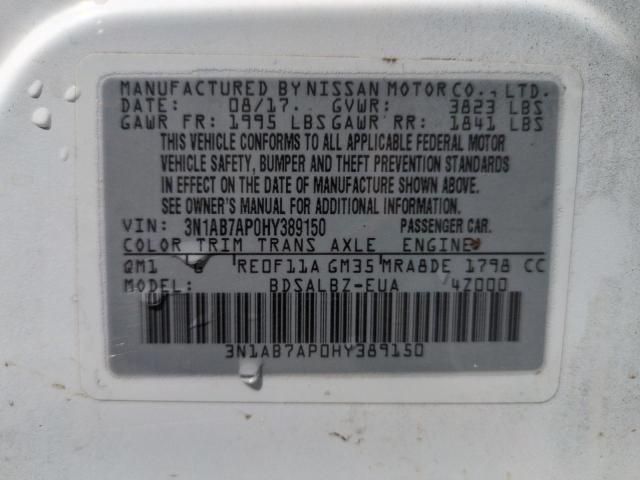 MANUFACTURED BY NISSAN MOTOR CO., LTD.
DATE: 08/17. GVWR: 3823 LBS
GAWR FR: 1995 LBS GAWR RR: 1841 LBS
THIS VEHICLE CONFORMS TO ALL APPLICABLE FEDERAL MOTOR
VEHICLE SAFETY, BUMPER AND THEFT PREVENTION STANDARDS
IN EFFECT ON THE DATE OF MANUFACTURE SHOWN ABOVE.
SEE OWNER'S MANUAL FOR ADDITIONAL INFORMATION.
VIN: 3N1AB7AP0HY389150 PASSENGER CAR.
COLOR TRIM TRANS AXLE ENGINE
QM1 G RE0F11A GM35 MRA8DE 1798 CC
BDSALBZ-EUA 4Z000
3N1AB7AP0HY389150